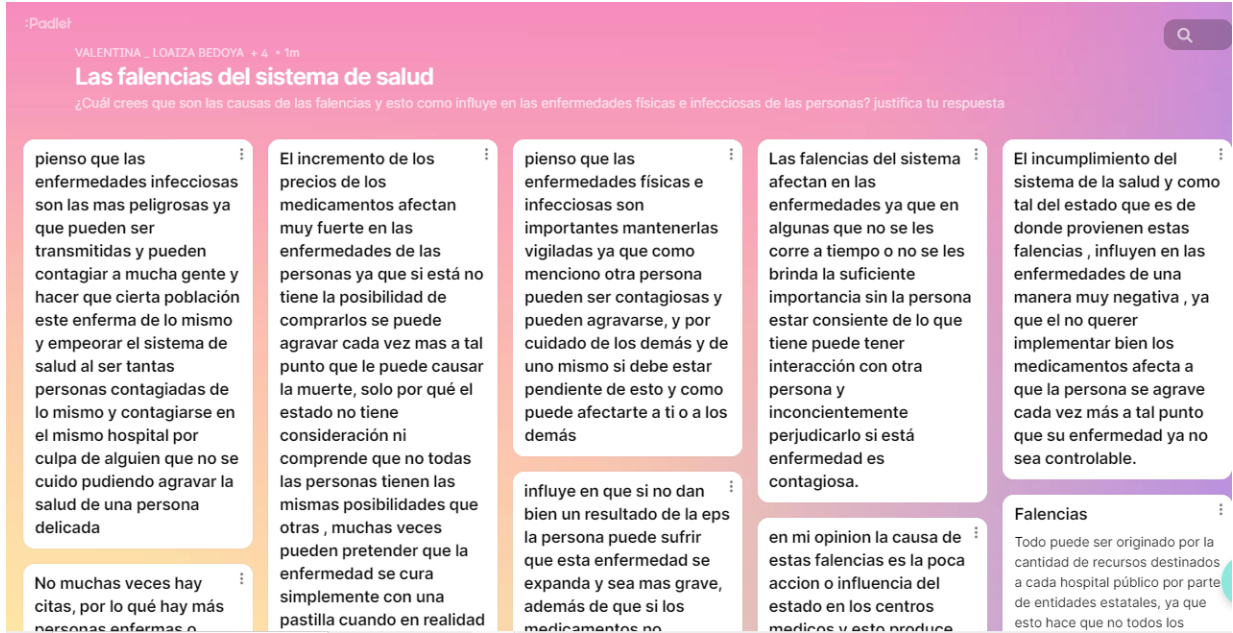 :Padlet
VALENTINA _ LOAIZA BEDOYA + 4 • 1m
Las falencias del sistema de salud
¿Cuál crees que son las causas de las falencias y esto como influye en las enfermedades físicas e infecciosas de las personas? justifica tu respuesta
pienso que las
enfermedades infecciosas
son las mas peligrosas ya
que pueden ser
transmitidas y pueden
contagiar a mucha gente y
hacer que cierta población
este enferma de lo mismo
y empeorar el sistema de
salud al ser tantas
personas contagiadas de
lo mismo y contagiarse en
el mismo hospital por
culpa de alguien que no se
cuido pudiendo agravar la
salud de una persona
delicada
No muchas veces hay
citas, por lo qué hay más
personas enfermas o
El incremento de los
precios de los
medicamentos afectan
muy fuerte en las
enfermedades de las
personas ya que si está no
tiene la posibilidad de
comprarlos se puede
agravar cada vez mas a tal
punto que le puede causar
la muerte, solo por qué el
estado no tiene
consideración ni
comprende que no todas
las personas tienen las
mismas posibilidades que
otras , muchas veces
pueden pretender que la
enfermedad se cura
simplemente con una
pastilla cuando en realidad
pienso que las
enfermedades físicas e
infecciosas son
importantes mantenerlas
vigiladas ya que como
menciono otra persona
pueden ser contagiosas y
pueden agravarse, y por
cuidado de los demás y de
uno mismo si debe estar
pendiente de esto y como
puede afectarte a ti o a los
demás
influye en que si no dan
bien un resultado de la eps
la persona puede sufrir
que esta enfermedad se
expanda y sea mas grave,
además de que si los
medicamentos no
Las falencias del sistema
afectan en las
enfermedades ya que en
algunas que no se les
corre a tiempo o no se les
brinda la suficiente
importancia sin la persona
estar consiente de lo que
tiene puede tener
interacción con otra
persona y
inconcientemente
perjudicarlo si está
enfermedad es
contagiosa.
en mi opinion la causa de
estas falencias es la poca
accion o influencia del
estado en los centros
medicos y esto produce
El incumplimiento del
sistema de la salud y como
tal del estado que es de
donde provienen estas
falencias , influyen en las
enfermedades de una
manera muy negativa , ya
que el no querer
implementar bien los
medicamentos afecta a
que la persona se agrave
cada vez más a tal punto
que su enfermedad ya no
sea controlable.
Falencias
Todo puede ser originado por la
cantidad de recursos destinados
a cada hospital público por parte
de entidades estatales, ya que
esto hace que no todos los